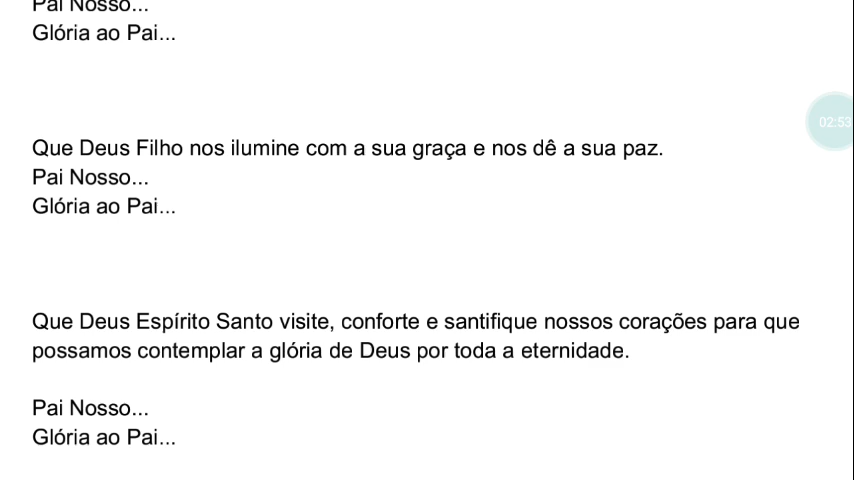 Pai Nosso...
Glória ao Pai...
02:53
Que Deus Filho nos ilumine com a sua graça e nos dê a sua paz.
Pai Nosso...
Glória ao Pai...
Que Deus Espírito Santo visite, conforte e santifique nossos corações para que
possamos contemplar a glória de Deus por toda a eternidade.
Pai Nosso...
Glória ao Pai...